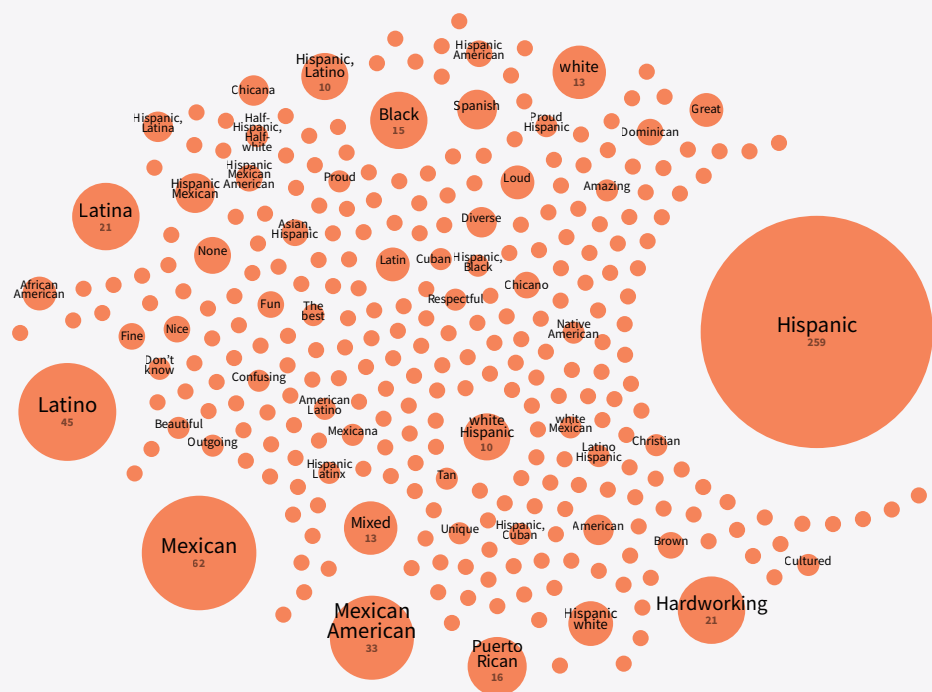 Hispanic
American
Hispanic,
Latino
10
white
13
Chicana
Spanish
Great
Black
15
Hispanic,
Latina
Half-
Hispanic,
Half-
white
Proud
Hispanic
Dominican
Hispanic
Mexican
American
Proud
Loud
Amazing
Hispanic
Mexican
Latina
21
Diverse
Asian,
Hispanic
None
Latin
Cuban
Hispanic,
Black
Chicano
African
American
Respectful
Fun
The
best
Hispanic
259
Native
American
Fine
Nice
Don't
know
Confusing
Latino
45
American
Latino
Beautiful
white
Hispanic
10
white
Mexican
Mexicana
Outgoing
Christian
Latino
Hispanic
Hispanic
Latinx
Tan
Mixed
13
Unique
Hispanic,
Cuban
American
Brown
Mexican
62
Cultured
Hardworking
21
Mexican
American
33
Hispanic
white
Puerto
Rican
16